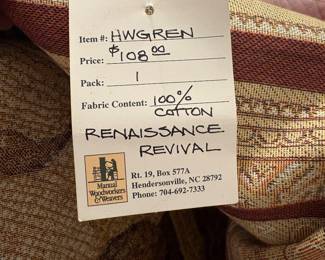 Item #: HWGREN
Price: $108.00
Pack: 1
Fabric Content: 100%
COTTON
RENAISSANCE
REVIVAL
Manual
Woodworkers
& Weavers
Rt. 19, Box 577A
Hendersonville, NC 28792
Phone: 704-692-7333